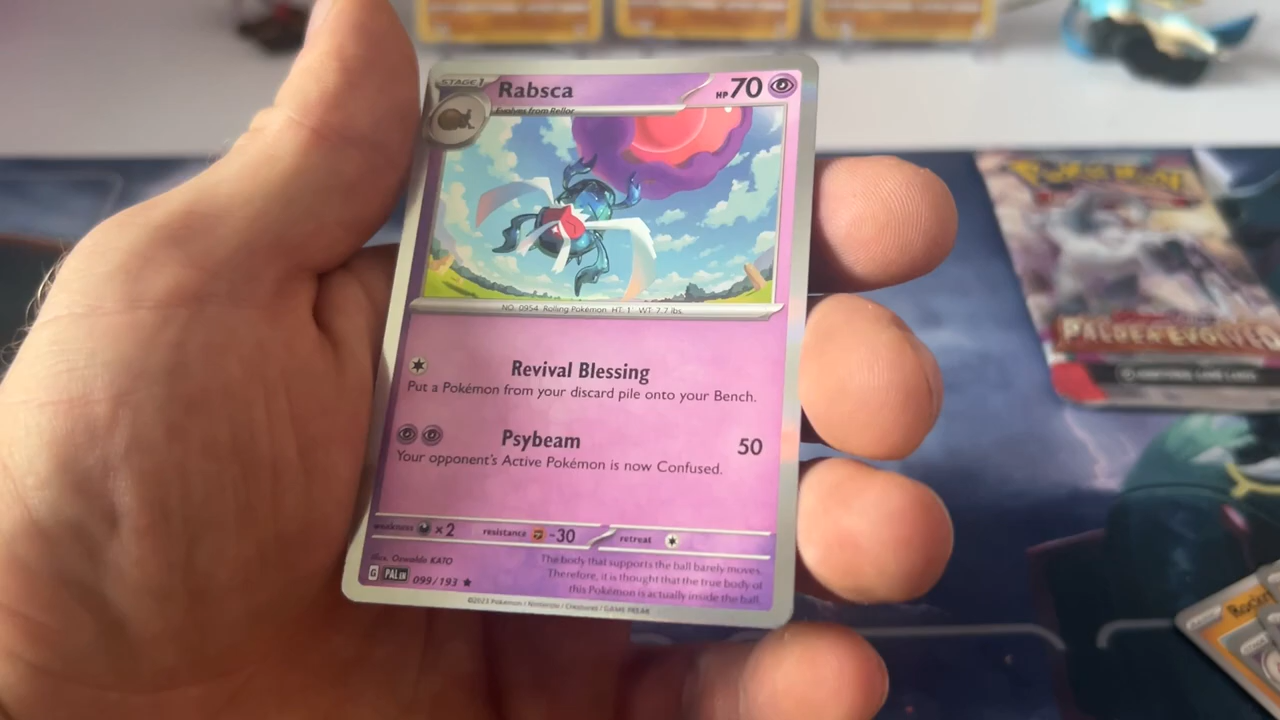 STAGE 1
Rabsca
HP 70
Evolves from Rellor
NO. 0954 Rolling Pokémon HT: 1' WT: 7.7 lbs.
Revival Blessing
Put a Pokémon from your discard pile onto your Bench.
Psybeam 50
Your opponent's Active Pokémon is now Confused.
weakness ×2 resistance -30 retreat
Illus. Oswaldo KATO
The body that supports the ball barely moves.
Therefore, it is thought that the true body of
this Pokémon is actually inside the ball.
G PAL EN 099/193 ★
©2023 Pokémon / Nintendo / Creatures / GAME FREAK
POKÉMON
PALDEA EVOLVED